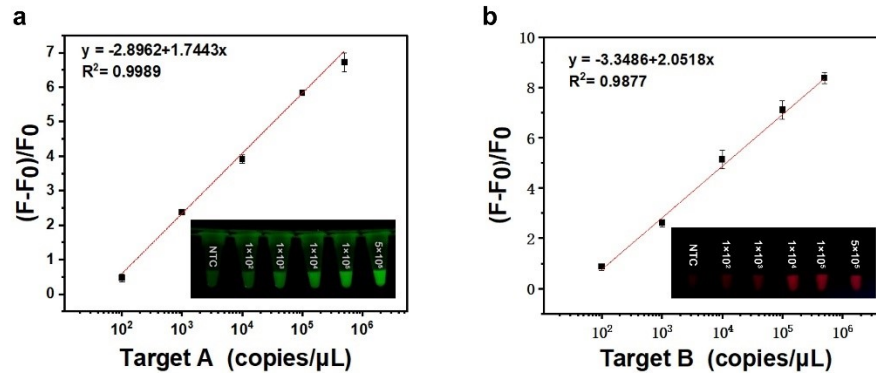 a
y = -2.8962+1.7443x
R²= 0.9989
7
6
5
4
3
2
1
0
(F-F₀)/F₀
NTC
1×10²
1×10³
1×10⁴
1×10⁵
5×10⁵
10²
10³
10⁴
10⁵
10⁶
Target A (copies/μL)
b
y = -3.3486+2.0518x
R²= 0.9877
10
8
6
4
2
0
(F-F₀)/F₀
NTC
1×10²
1×10³
1×10⁴
1×10⁵
5×10⁵
10²
10³
10⁴
10⁵
10⁶
Target B (copies/μL)